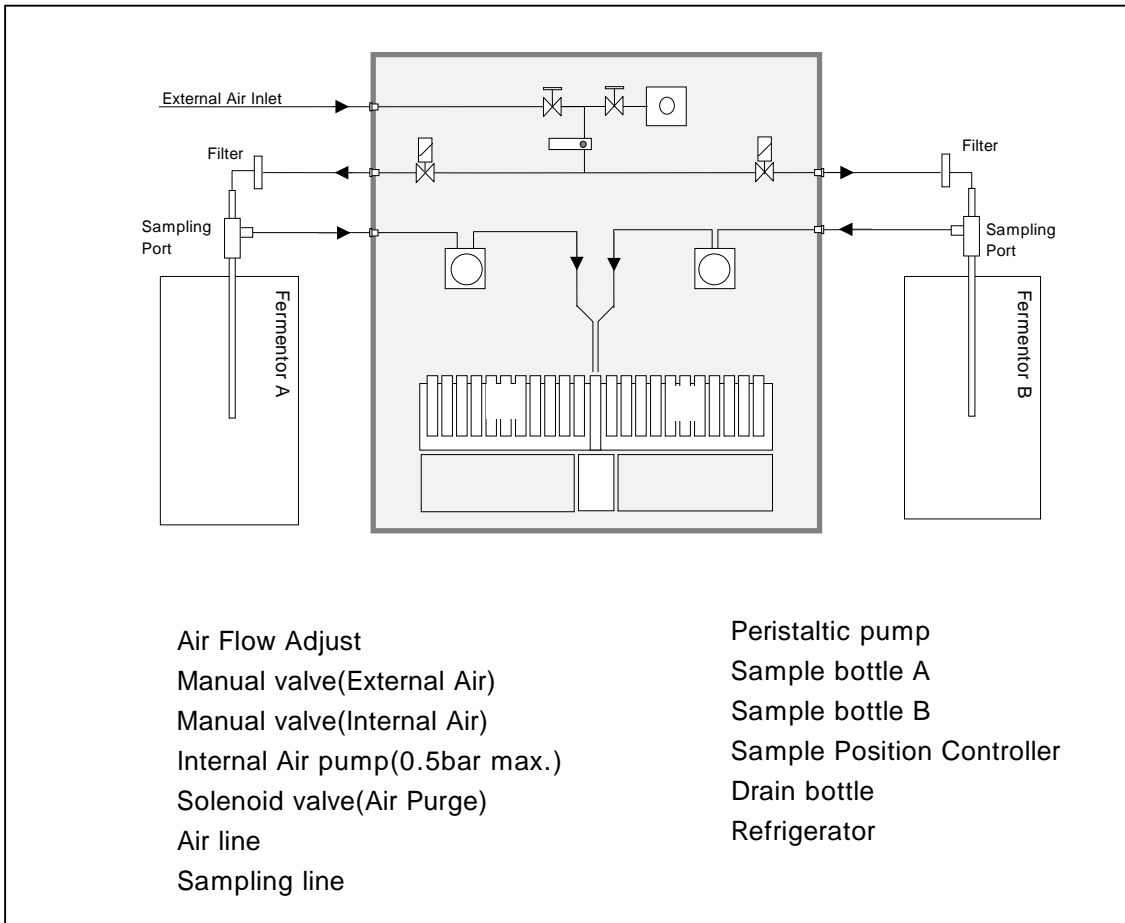 External Air Inlet
Filter
Filter
Sampling
Port
Sampling
Port
Fermentor A
Fermentor B
Air Flow Adjust
Manual valve(External Air)
Manual valve(Internal Air)
Internal Air pump(0.5bar max.)
Solenoid valve(Air Purge)
Air line
Sampling line
Peristaltic pump
Sample bottle A
Sample bottle B
Sample Position Controller
Drain bottle
Refrigerator